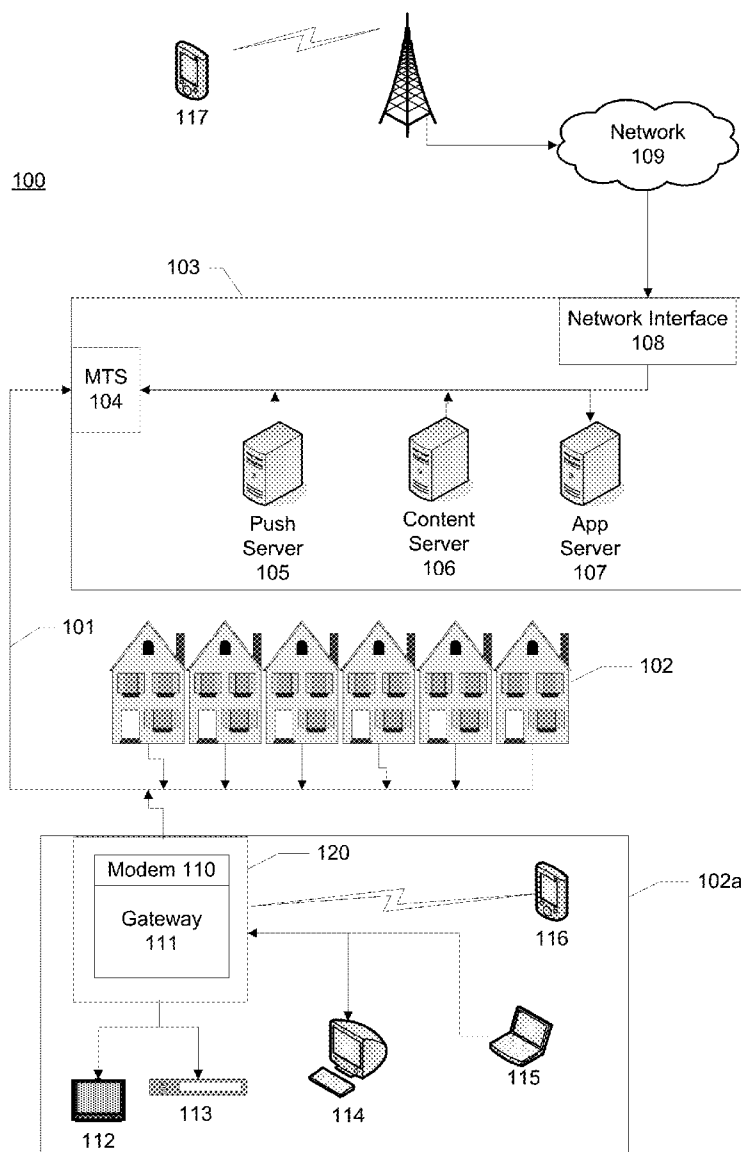 117
Network
109
100
103
Network Interface
108
MTS
104
Push
Server
105
Content
Server
106
App
Server
107
101
102
120
Modem 110
Gateway
111
102a
116
115
114
113
112